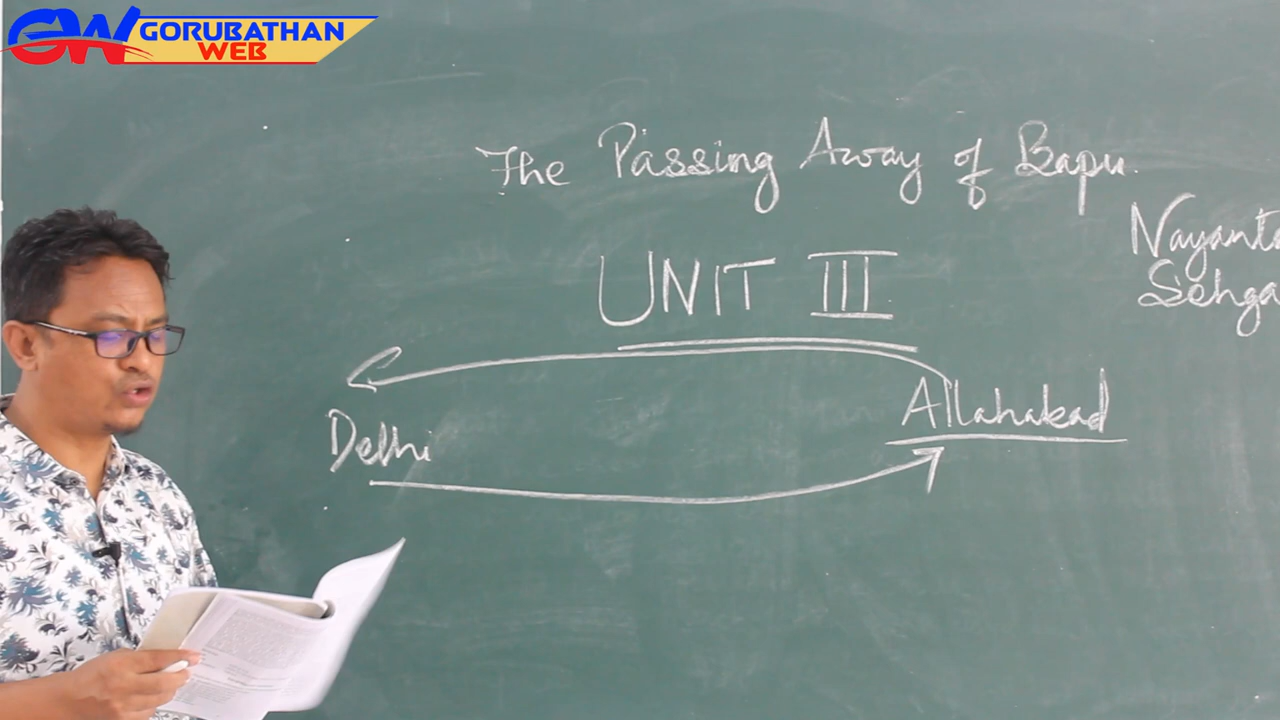 GW GORUBATHAN
WEB
The Passing Away of Bapu.
Nayanta
Sehga
UNIT III
Delhi
Allahabad